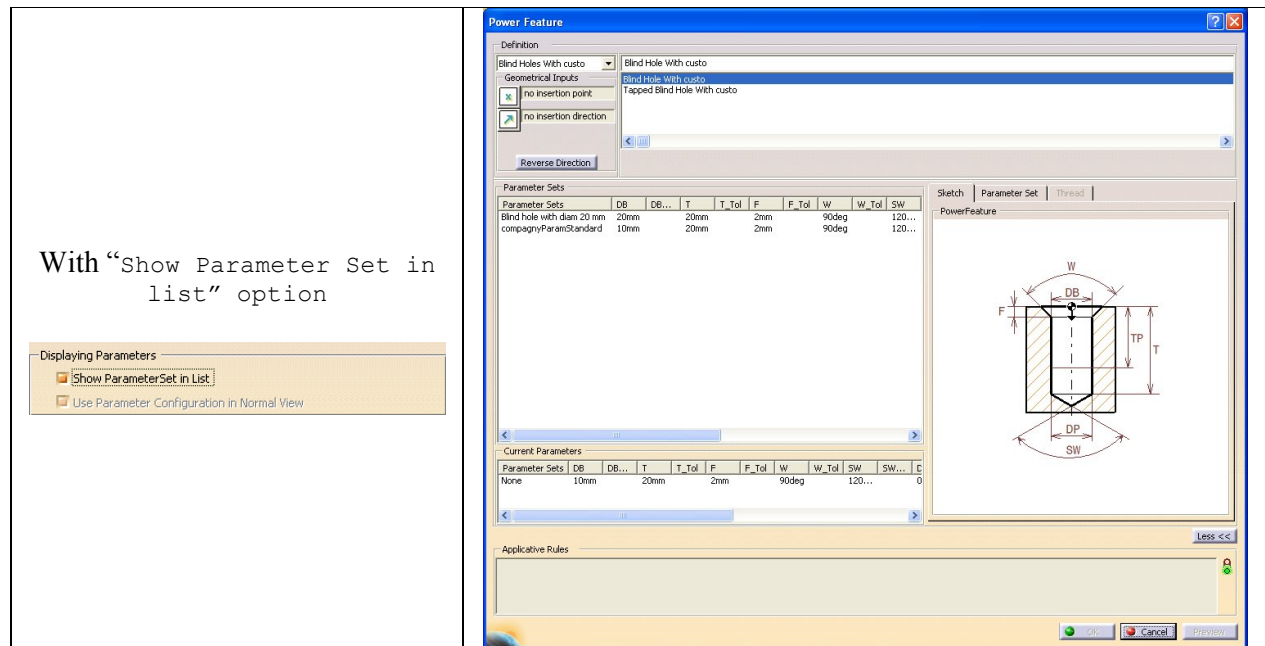 With “Show Parameter Set in
list” option
Displaying Parameters
Show ParameterSet in List
Use Parameter Configuration in Normal View
Power Feature
Definition
Blind Holes With custo
Blind Hole With custo
Geometrical Inputs
no insertion point
no insertion direction
Reverse Direction
Blind Hole With custo
Tapped Blind Hole With custo
Parameter Sets
Parameter Sets DB DB... T T_Tol F F_Tol W W_Tol SW
Blind hole with diam 20 mm 20mm 20mm 2mm 90deg 120...
compagnyParamStandard 10mm 20mm 2mm 90deg 120...
Current Parameters
Parameter Sets DB DB... T T_Tol F F_Tol W W_Tol SW SW...
None 10mm 20mm 2mm 90deg 120... 0
Sketch Parameter Set Thread
PowerFeature
W
DB
F
TP
T
DP
SW
Less <<
Applicative Rules
OK Cancel Preview